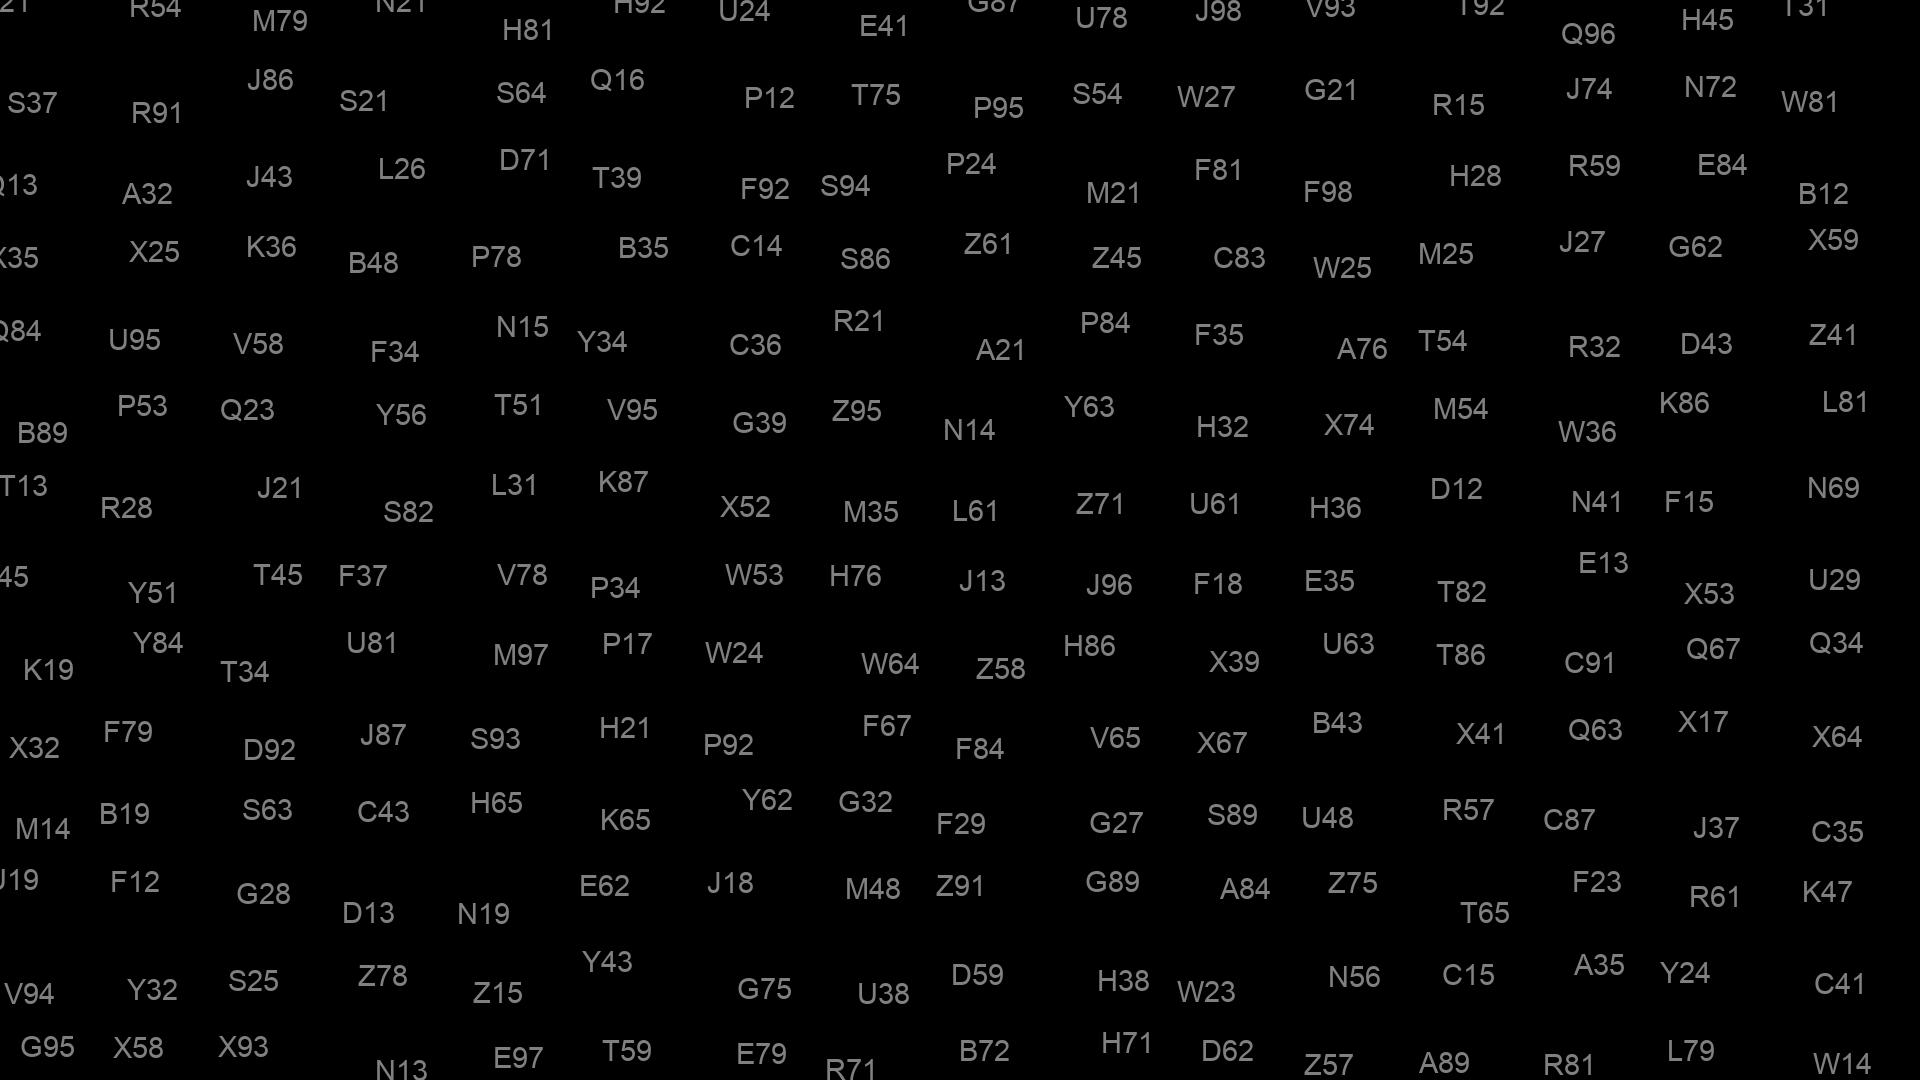 R54 M79 N21 H81 H92 U24 E41 G87 U78 J98 V93 T92 Q96 H45 T31
S37 R91 J86 S21 S64 Q16 P12 T75 P95 S54 W27 G21 R15 J74 N72 W81
Q13 A32 J43 L26 D71 T39 F92 S94 P24 M21 F81 F98 H28 R59 E84 B12
X35 X25 K36 B48 P78 B35 C14 S86 Z61 Z45 C83 W25 M25 J27 G62 X59
Q84 U95 V58 F34 N15 Y34 C36 R21 A21 P84 F35 A76 T54 R32 D43 Z41
B89 P53 Q23 Y56 T51 V95 G39 Z95 N14 Y63 H32 X74 M54 W36 K86 L81
T13 R28 J21 S82 L31 K87 X52 M35 L61 Z71 U61 H36 D12 N41 F15 N69
45 Y51 T45 F37 V78 P34 W53 H76 J13 J96 F18 E35 T82 E13 X53 U29
K19 Y84 T34 U81 M97 P17 W24 W64 Z58 H86 X39 U63 T86 C91 Q67 Q34
X32 F79 D92 J87 S93 H21 P92 F67 F84 V65 X67 B43 X41 Q63 X17 X64
M14 B19 S63 C43 H65 K65 Y62 G32 F29 G27 S89 U48 R57 C87 J37 C35
F12 G28 D13 N19 E62 J18 M48 Z91 G89 A84 Z75 T65 F23 R61 K47
V94 Y32 S25 Z78 Z15 Y43 G75 U38 D59 H38 W23 N56 C15 A35 Y24 C41
G95 X58 X93 N13 E97 T59 E79 R71 B72 H71 D62 Z57 A89 R81 L79 W14